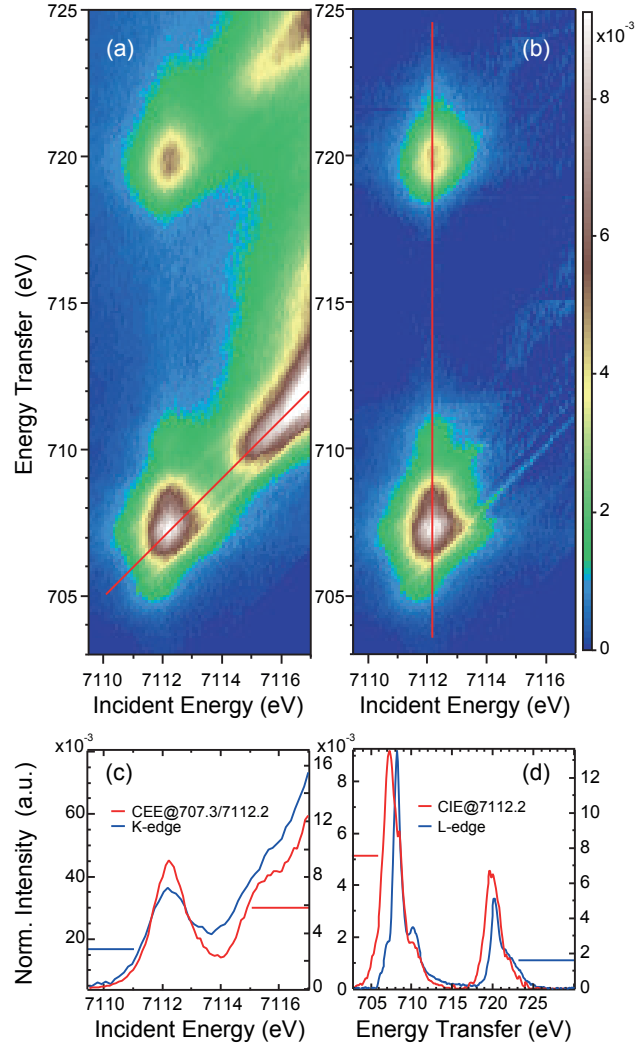 725
(a)
720
715
710
705
7110
7112
7114
7116
Incident Energy (eV)
Energy Transfer (eV)
725
(b)
720
715
710
705
7110
7112
7114
7116
Incident Energy (eV)
x10-3
8
6
4
2
0
x10-3
80
60
40
20
(c)
CEE@707.3/7112.2
K-edge
x10-3
16
12
8
4
0
7110
7112
7114
7116
Incident Energy (eV)
Norm. Intensity (a.u.)
8
6
4
2
0
(d)
CIE@7112.2
L-edge
12
8
4
0
705
710
715
720
725
Energy Transfer (eV)